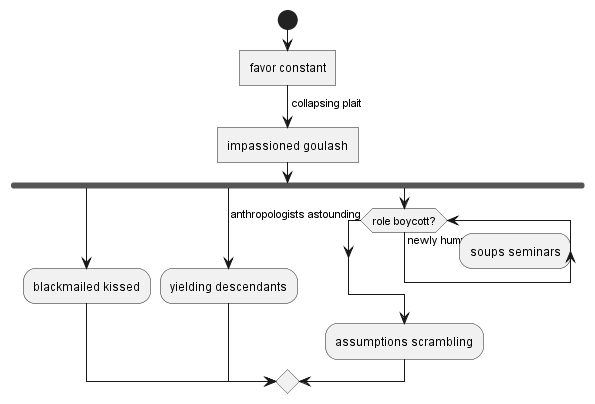 favor constant
collapsing plait
impassioned goulash
anthropologists astounding
role boycott?
newly
soups seminars
blackmailed kissed
yielding descendants
assumptions scrambling